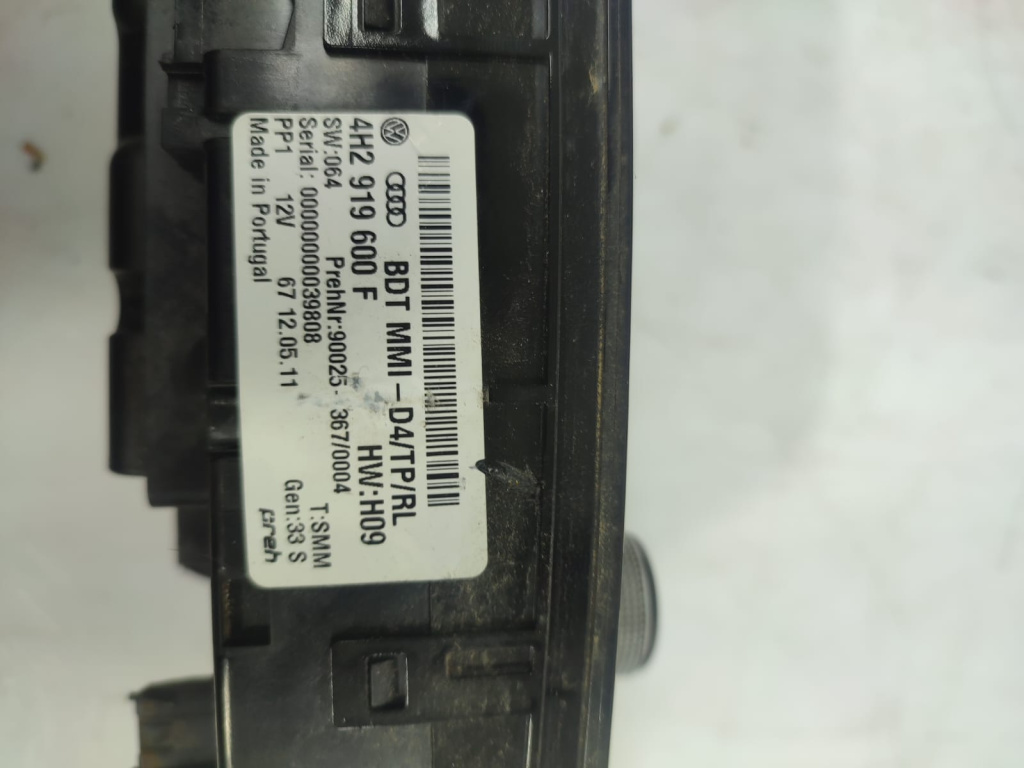 BDT MMI -D4/TP/RL
4H2 919 600 F HW:H09
SW:064 PrehNr:90025- 367/0004 T:SMM
Serial: 00000000039808 Gen:33 S
PP1 12V 67 12.05.11 preh
Made in Portugal